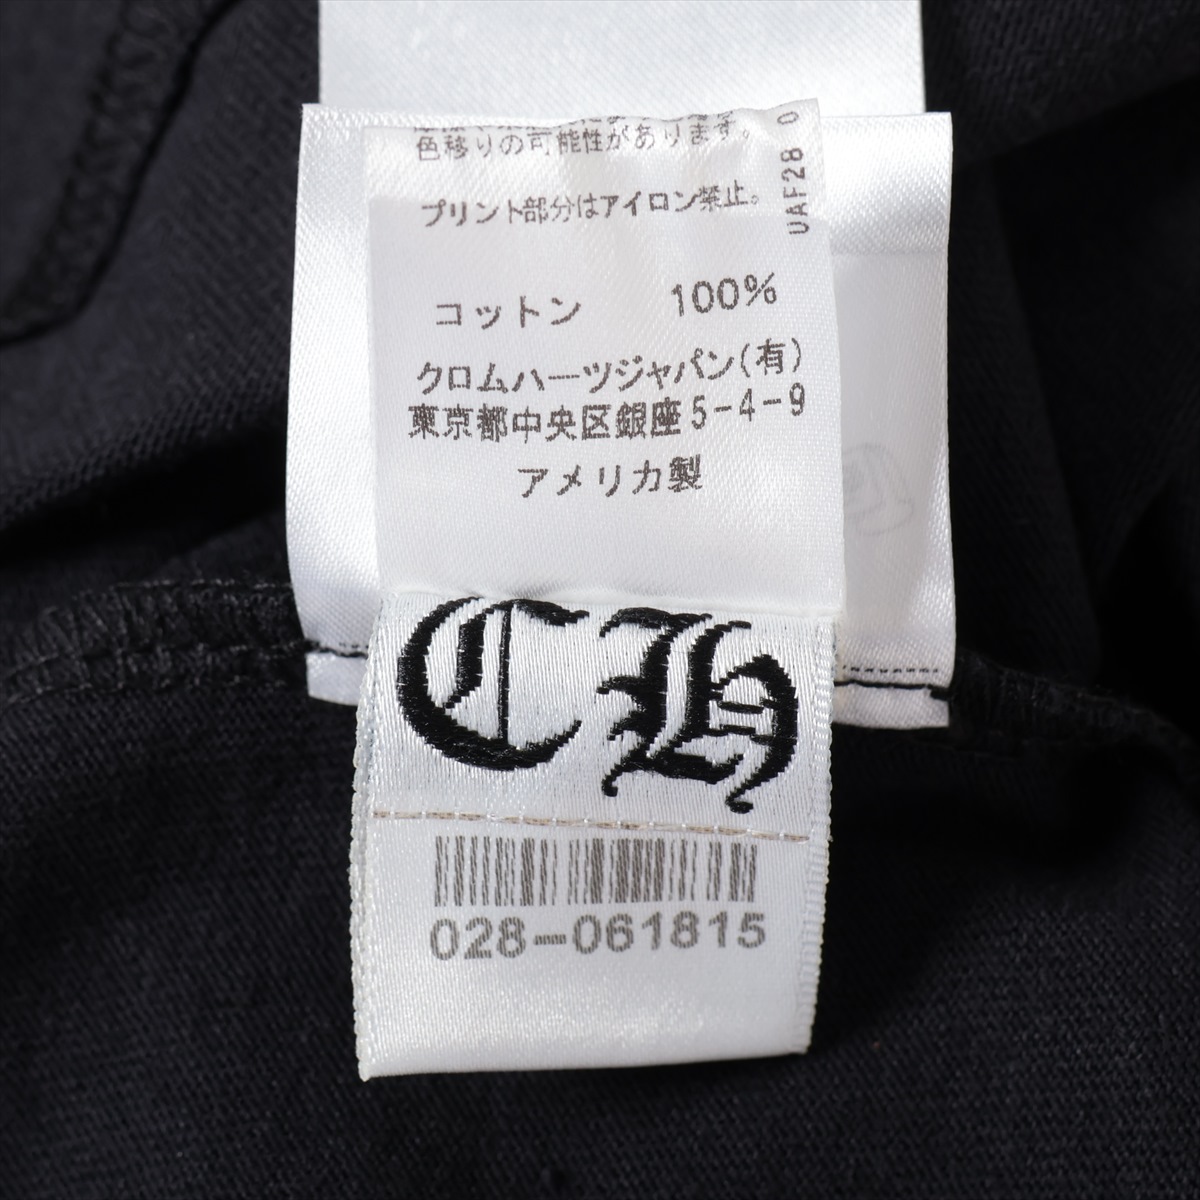 色移りの可能性があります。
プリント部分はアイロン禁止。
UAF28 0
コットン 100%
クロムハーツジャパン(有)
東京都中央区銀座5-4-9
アメリカ製
CH
028-061815